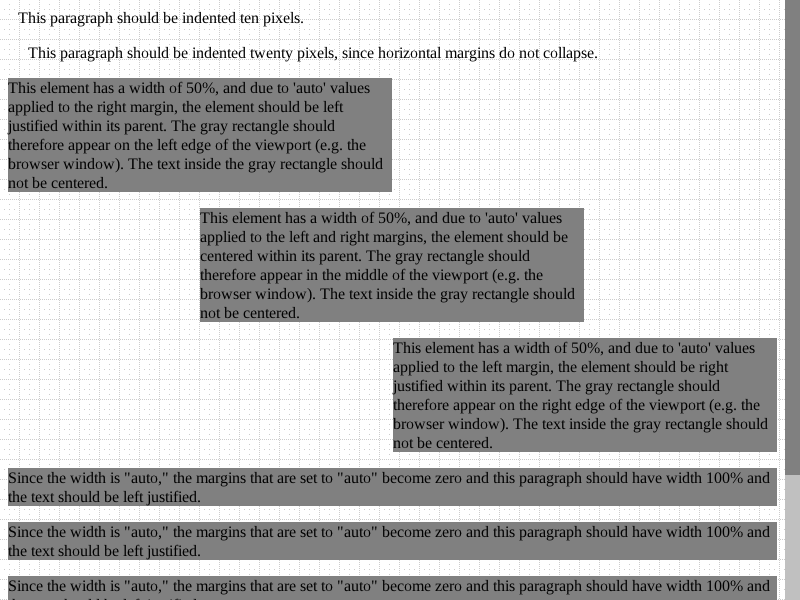 This paragraph should be indented ten pixels.
This paragraph should be indented twenty pixels, since horizontal margins do not collapse.
This element has a width of 50%, and due to 'auto' values
applied to the right margin, the element should be left
justified within its parent. The gray rectangle should
therefore appear on the left edge of the viewport (e.g. the
browser window). The text inside the gray rectangle should
not be centered.
This element has a width of 50%, and due to 'auto' values
applied to the left and right margins, the element should be
centered within its parent. The gray rectangle should
therefore appear in the middle of the viewport (e.g. the
browser window). The text inside the gray rectangle should
not be centered.
This element has a width of 50%, and due to 'auto' values
applied to the left margin, the element should be right
justified within its parent. The gray rectangle should
therefore appear on the right edge of the viewport (e.g. the
browser window). The text inside the gray rectangle should
not be centered.
Since the width is "auto," the margins that are set to "auto" become zero and this paragraph should have width 100% and
the text should be left justified.
Since the width is "auto," the margins that are set to "auto" become zero and this paragraph should have width 100% and
the text should be left justified.
Since the width is "auto," the margins that are set to "auto" become zero and this paragraph should have width 100% and